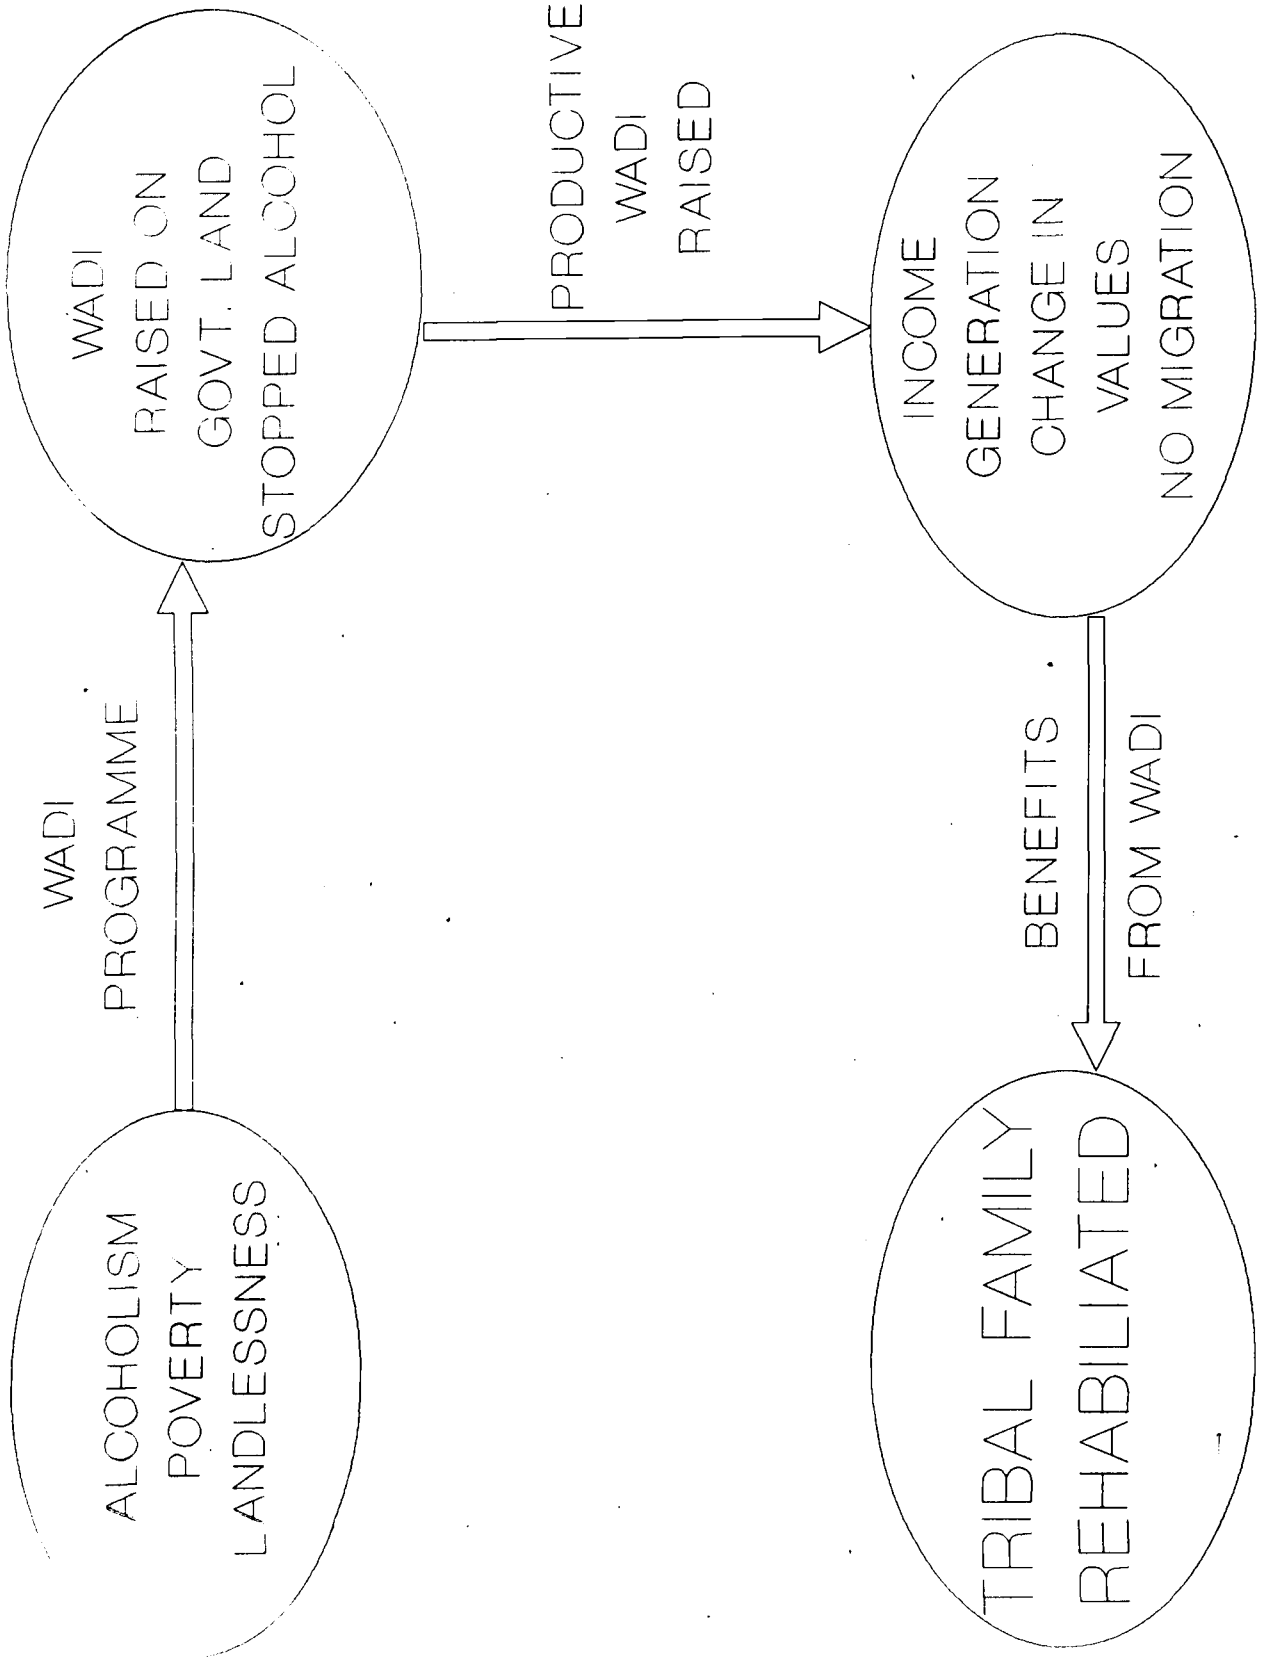 ALCOHOLISM
POVERTY
LANDLESSNESS
WADI
PROGRAMME
WADI
RAISED ON
GOVT. LAND
STOPPED ALCOHOL
PRODUCTIVE
WADI
RAISED
INCOME
GENERATION
CHANGE IN
VALUES
NO MIGRATION
BENEFITS
FROM WADI
TRIBAL FAMILY
REHABILIATED